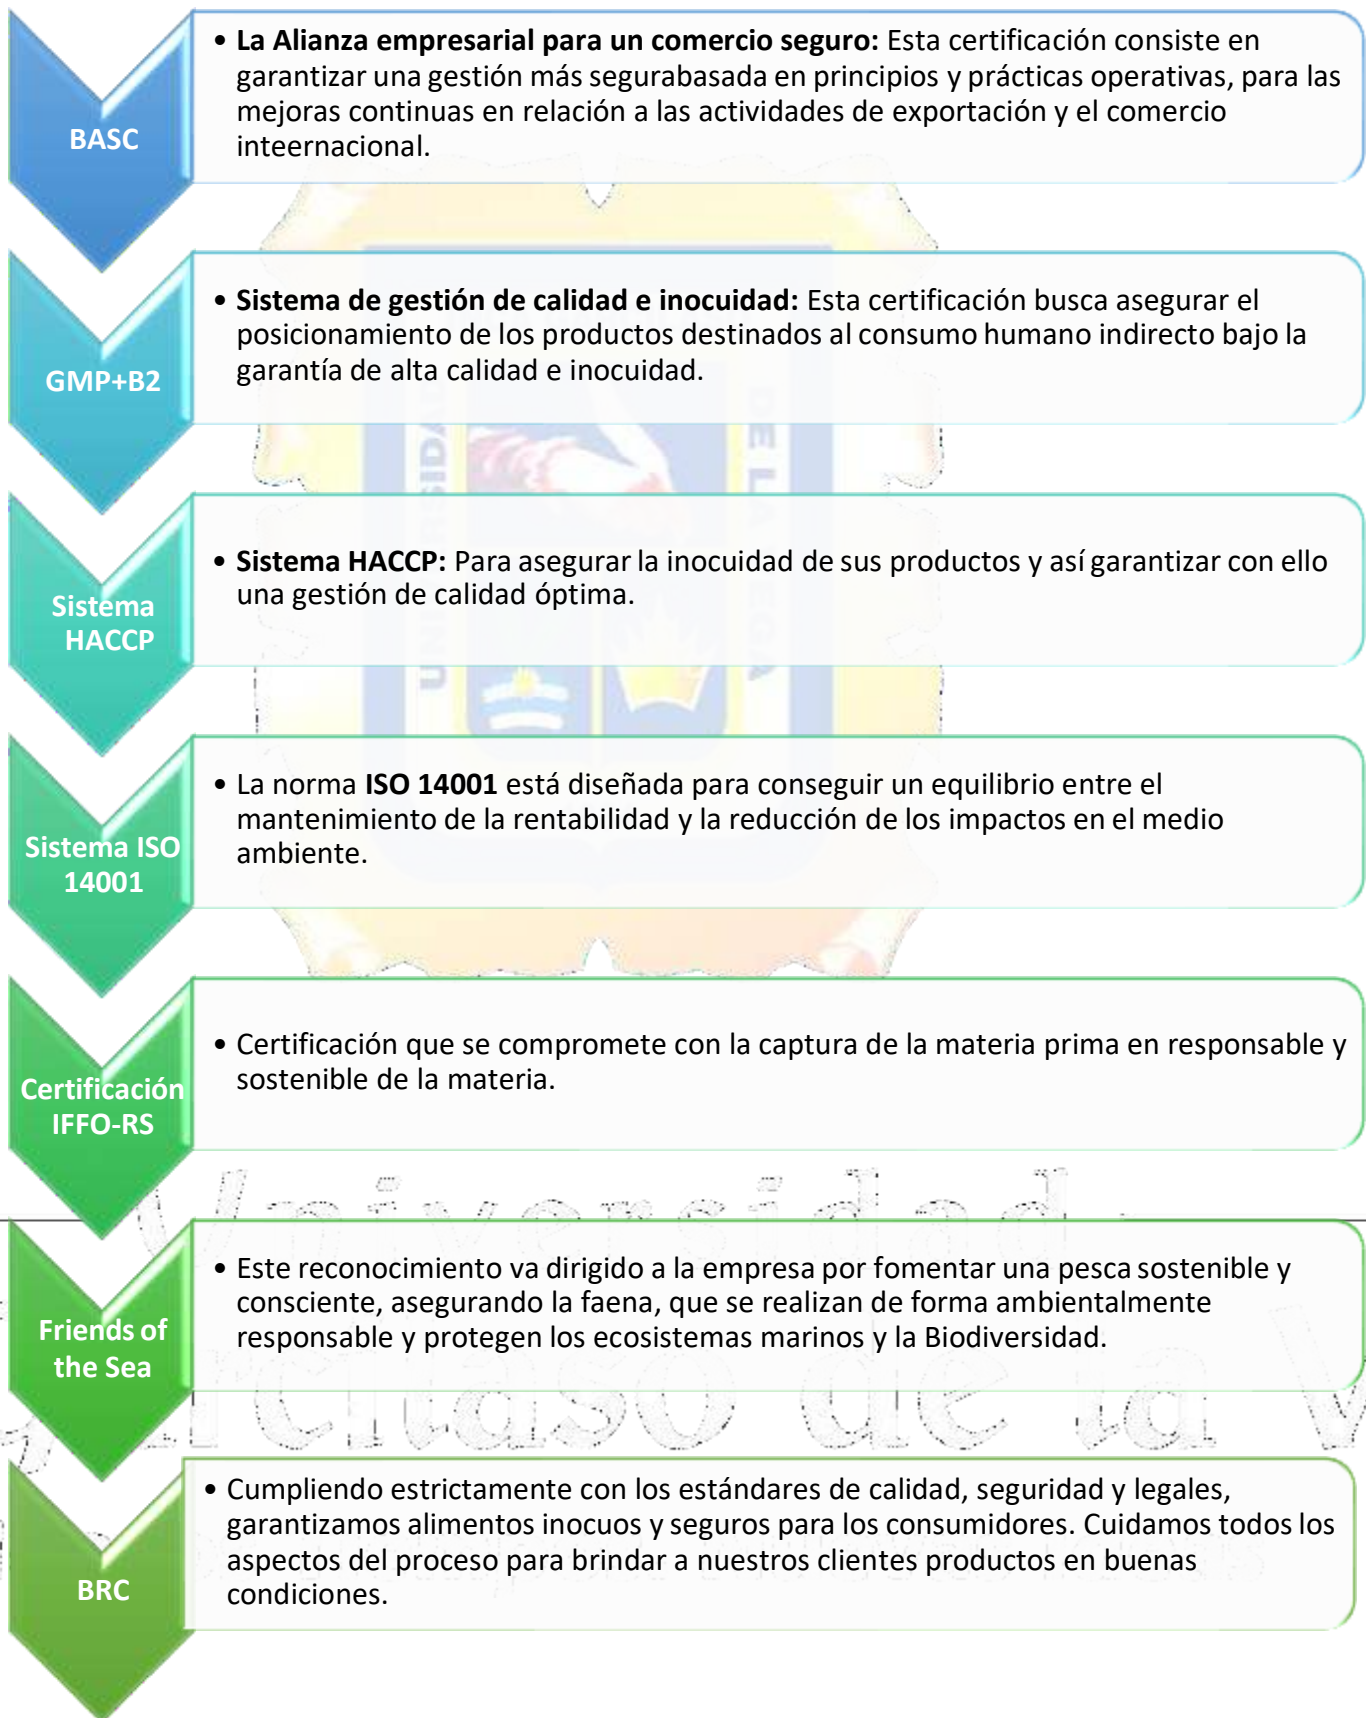 BASC
• La Alianza empresarial para un comercio seguro: Esta certificación consiste en
garantizar una gestión más segurabasada en principios y prácticas operativas, para las
mejoras continuas en relación a las actividades de exportación y el comercio
inteernacional.
GMP+B2
• Sistema de gestión de calidad e inocuidad: Esta certificación busca asegurar el
posicionamiento de los productos destinados al consumo humano indirecto bajo la
garantía de alta calidad e inocuidad.
Sistema
HACCP
• Sistema HACCP: Para asegurar la inocuidad de sus productos y así garantizar con ello
una gestión de calidad óptima.
Sistema ISO
14001
• La norma ISO 14001 está diseñada para conseguir un equilibrio entre el
mantenimiento de la rentabilidad y la reducción de los impactos en el medio
ambiente.
Certificación
IFFO-RS
• Certificación que se compromete con la captura de la materia prima en responsable y
sostenible de la materia.
Friends of
the Sea
• Este reconocimiento va dirigido a la empresa por fomentar una pesca sostenible y
consciente, asegurando la faena, que se realizan de forma ambientalmente
responsable y protegen los ecosistemas marinos y la Biodiversidad.
BRC
• Cumpliendo estrictamente con los estándares de calidad, seguridad y legales,
garantizamos alimentos inocuos y seguros para los consumidores. Cuidamos todos los
aspectos del proceso para brindar a nuestros clientes productos en buenas
condiciones.
DE LA
Universidad
de la